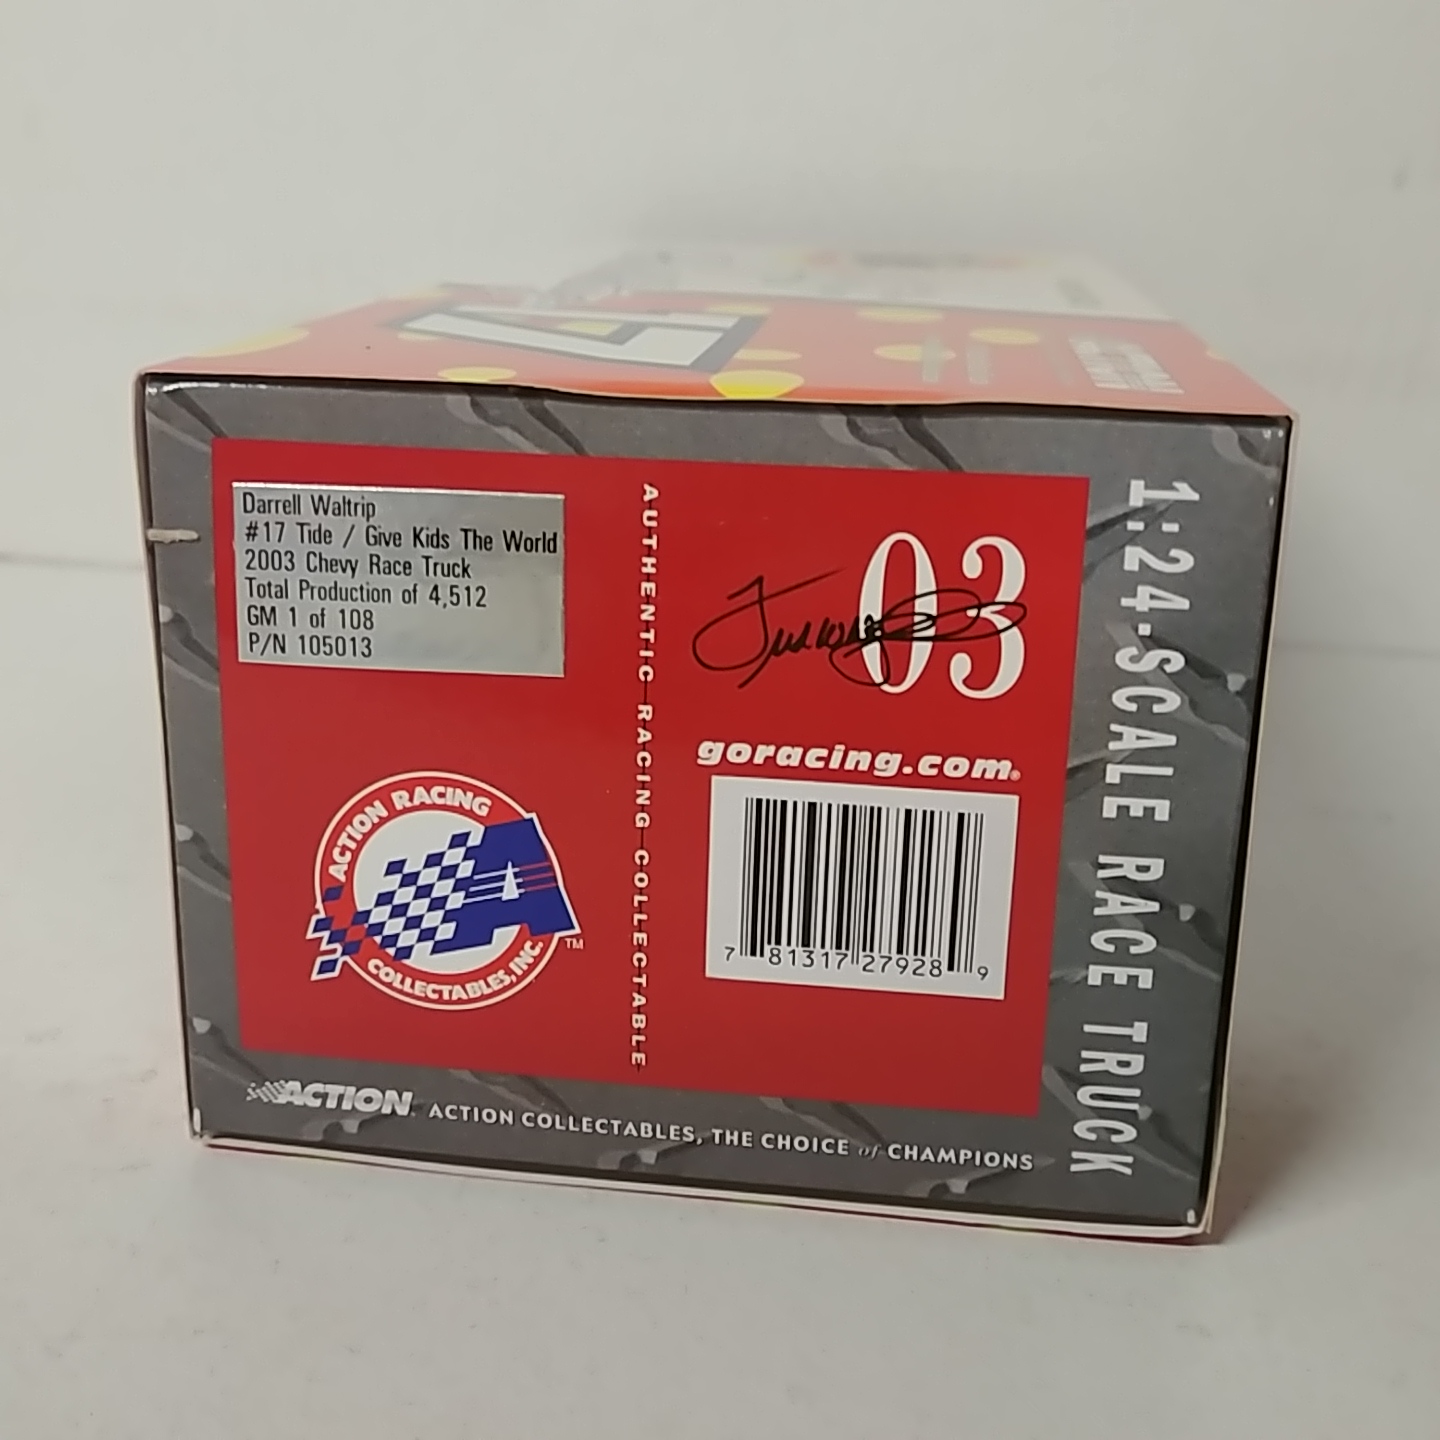 Darrell Waltrip
#17 Tide / Give Kids The World
2003 Chevy Race Truck
Total Production of 4,512
GM 1 of 108
P/N 105013
ACTION RACING
COLLECTABLES, INC.
A
TM
AUTHENTIC RACING COLLECTABLE
03
goracing.com
7 81317 27928 9
1:24-SCALE RACE TRUCK
ACTION
ACTION COLLECTABLES, THE CHOICE of CHAMPIONS